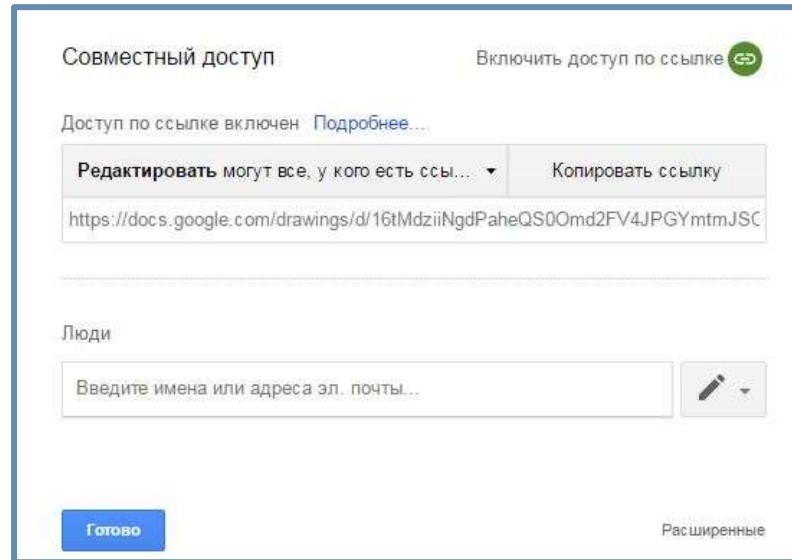 Совместный доступ
Включить доступ по ссылке
Доступ по ссылке включен Подробнее...
Редактировать могут все, у кого есть ссы...
Копировать ссылку
https://docs.google.com/drawings/d/16tMdziiNgdPaheQS0Omd2FV4JPGYmtmJSC
Люди
Введите имена или адреса эл. почты...
Готово
Расширенные